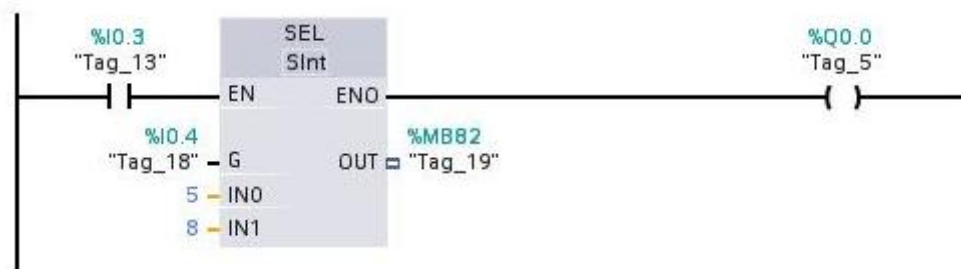 %I0.3
"Tag_13"
SEL
SInt
%Q0.0
"Tag_5"
EN
ENO
%I0.4
"Tag_18"
G
%MB82
OUT
"Tag_19"
5
IN0
8
IN1